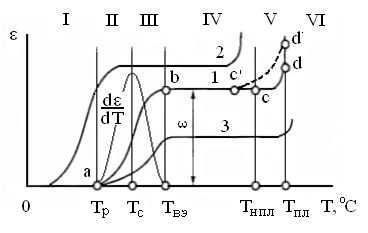 I II III IV V VI
ε
2
b 1 c' d'
d
dε/dT
c
ω
3
a
0 Tр Tс Tвэ Tнпл Tпл T, °C